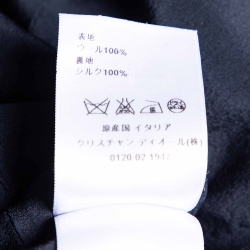 表地
ウール100%
裏地
シルク100%
原産国 イタリア
クリスチャン ディオール(株)
0120.02.1947